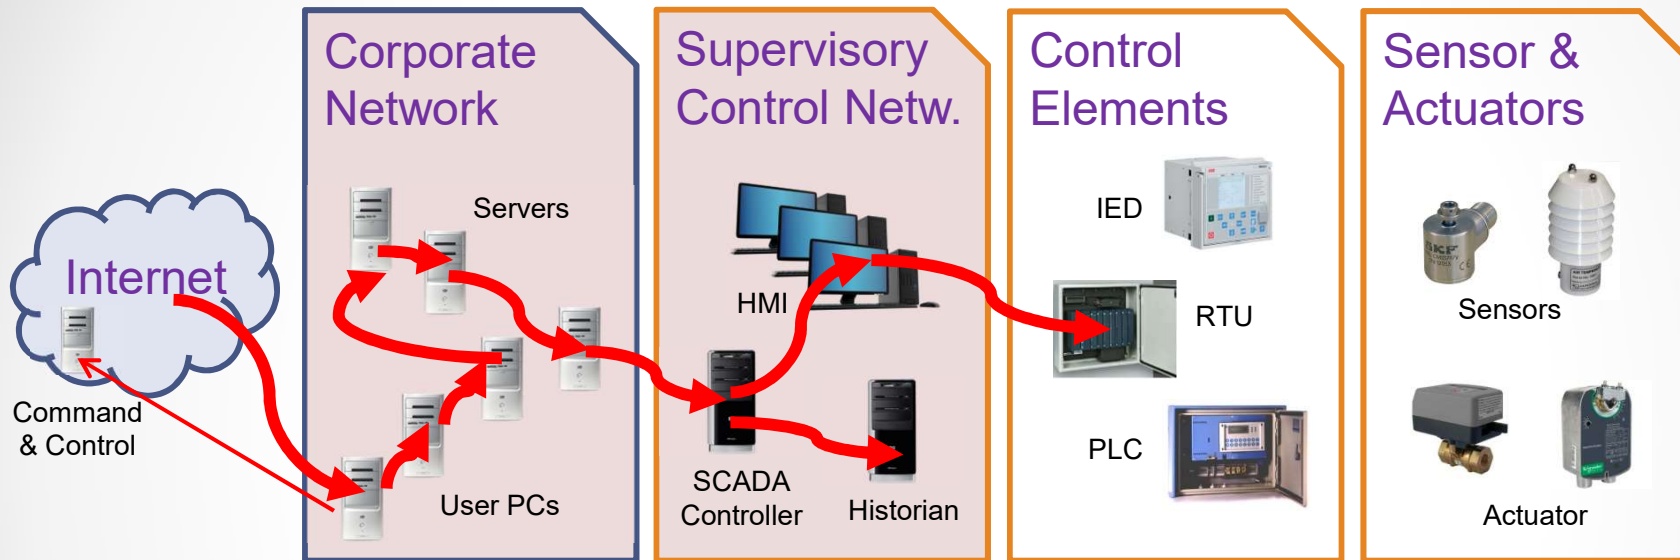 Corporate
Network
Supervisory
Control Netw.
Control
Elements
Sensor &
Actuators
Internet
Command
& Control
Servers
User PCs
HMI
SCADA
Controller
Historian
IED
RTU
PLC
SKF
Sensors
Actuator